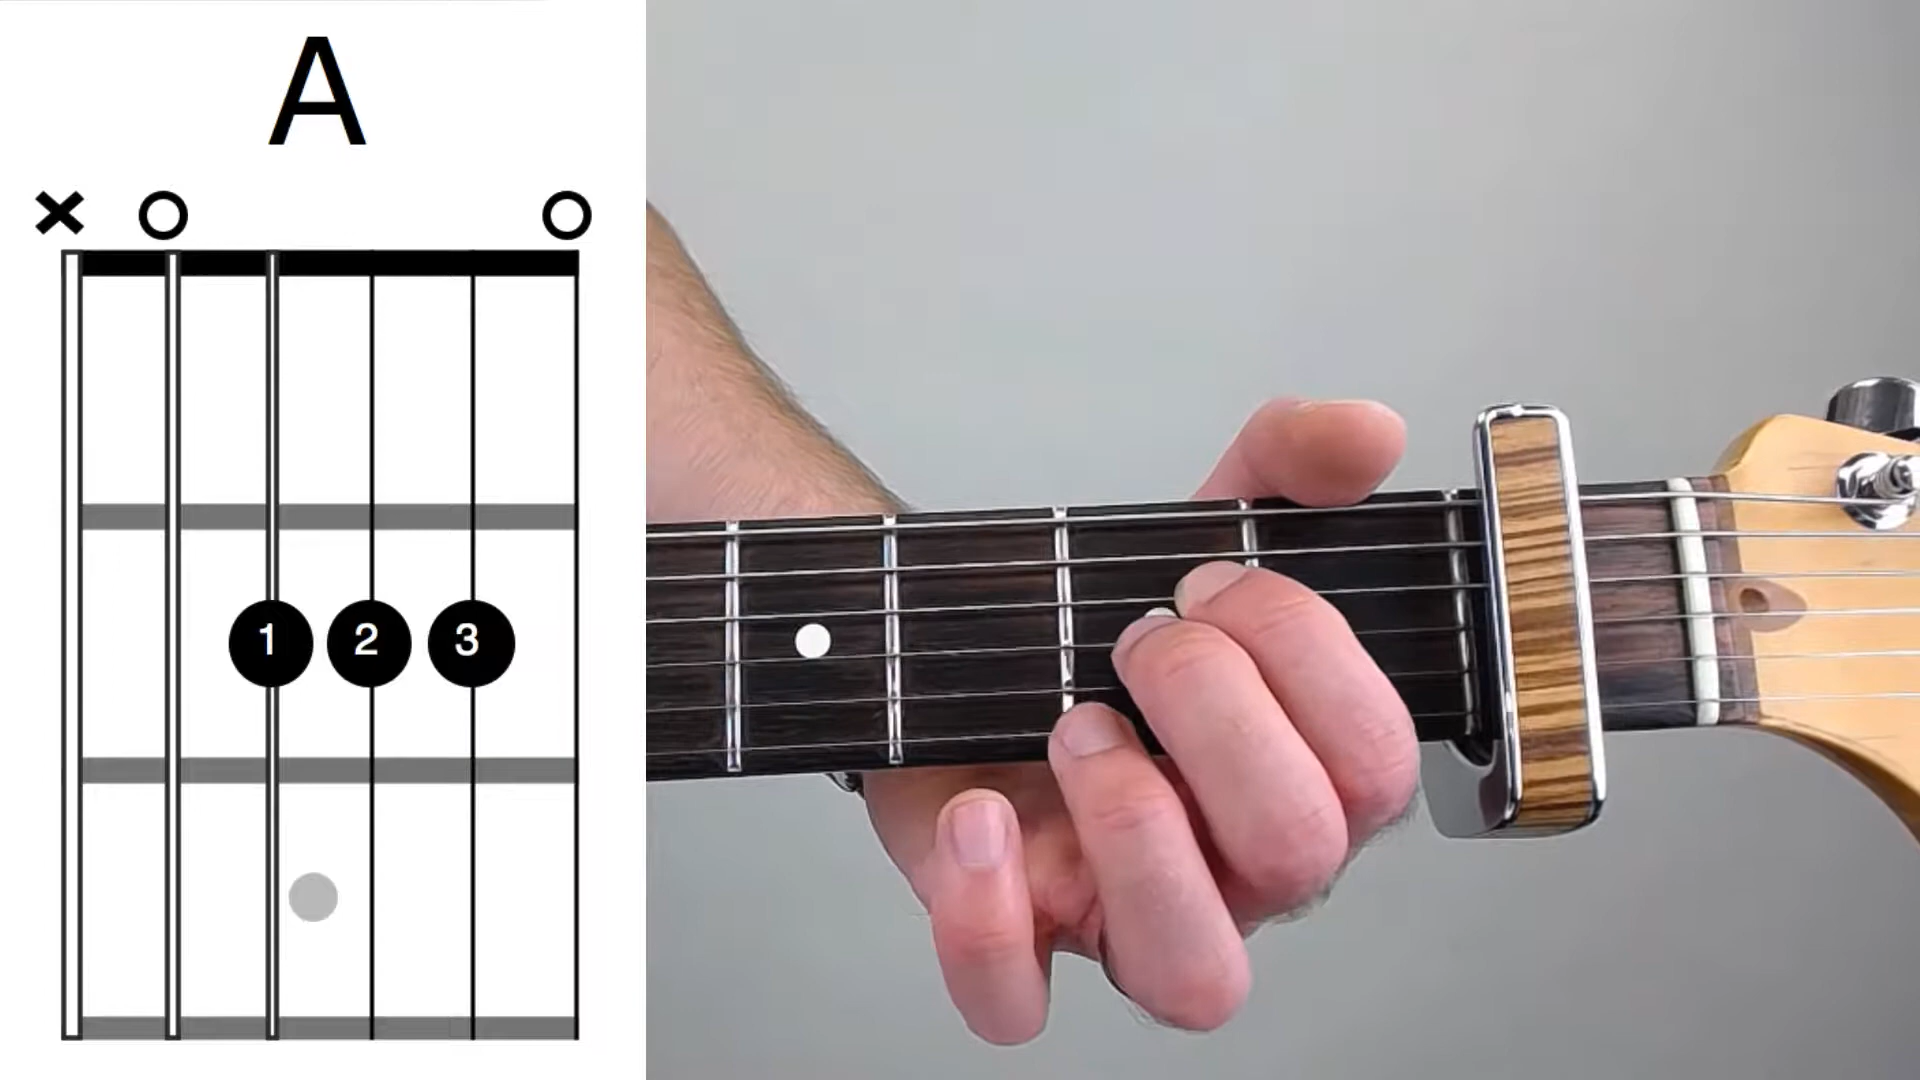 A
× ○ ○
1 2 3